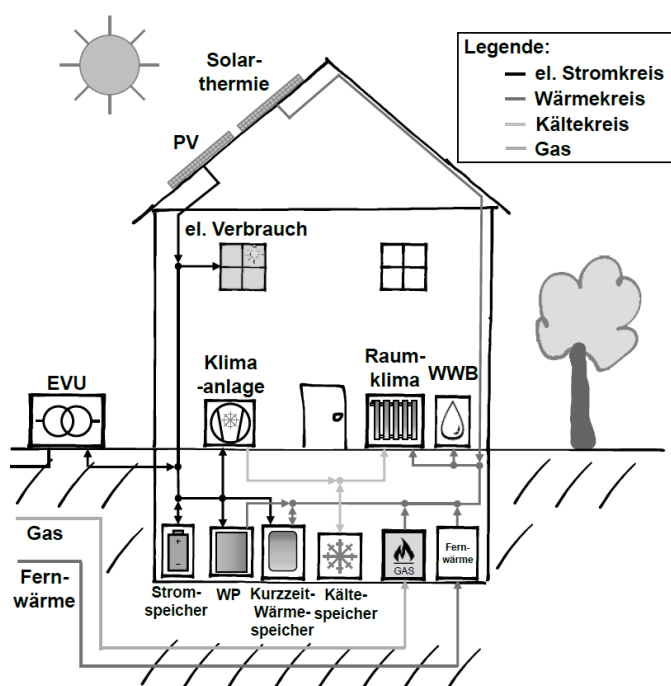 Solar-
thermie
Legende:
el. Stromkreis
Wärmekreis
Kältekreis
Gas
PV
el. Verbrauch
EVU
Klima
-anlage
Raum-
klima
WWB
Gas
Fern-
wärme
GAS
Fern-
wärme
Strom-
speicher
WP
Kurzzeit-
Wärme-
speicher
Kälte-
speicher